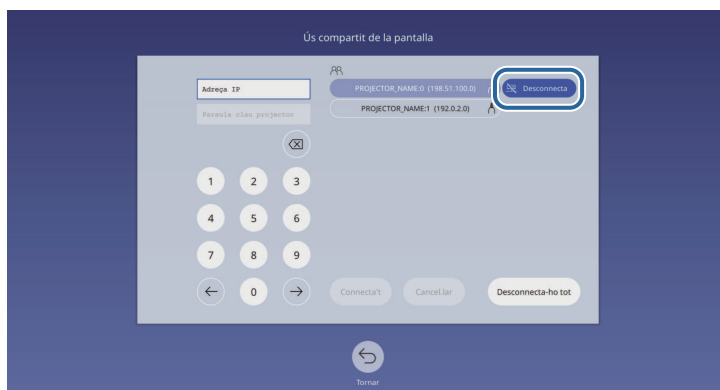 Ús compartit de la pantalla
Adreça IP
Paraula clau projector
PROJECTOR_NAME:0 (198.51.100.0)
Desconnecta
PROJECTOR_NAME:1 (192.0.2.0)
1 2 3
4 5 6
7 8 9
0
Connecta't
Cancel.lar
Desconnecta-ho tot
Tornar